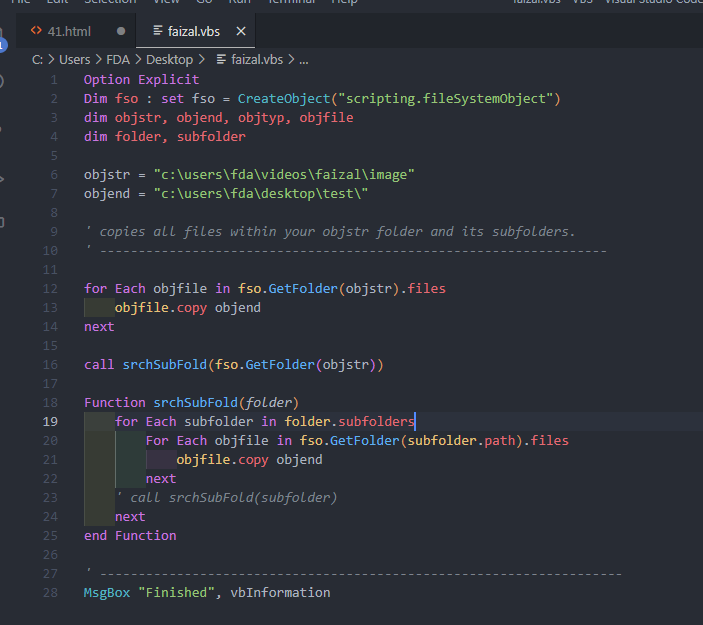 File Edit Selection View Go Run Terminal Help faizal.vbs - VBS - Visual Studio Code
41.html faizal.vbs
C: > Users > FDA > Desktop > faizal.vbs > ...
1 Option Explicit
2 Dim fso : set fso = CreateObject("scripting.fileSystemObject")
3 dim objstr, objend, objtyp, objfile
4 dim folder, subfolder
5
6 objstr = "c:\users\fda\videos\faizal\image"
7 objend = "c:\users\fda\desktop\test\"
8
9 ' copies all files within your objstr folder and its subfolders.
10 ' ------------------------------------------------------------------
11
12 for Each objfile in fso.GetFolder(objstr).files
13 objfile.copy objend
14 next
15
16 call srchSubFold(fso.GetFolder(objstr))
17
18 Function srchSubFold(folder)
19 for Each subfolder in folder.subfolders
20 For Each objfile in fso.GetFolder(subfolder.path).files
21 objfile.copy objend
22 next
23 ' call srchSubFold(subfolder)
24 next
25 end Function
26
27 ' --------------------------------------------------------------------
28 MsgBox "Finished", vbInformation